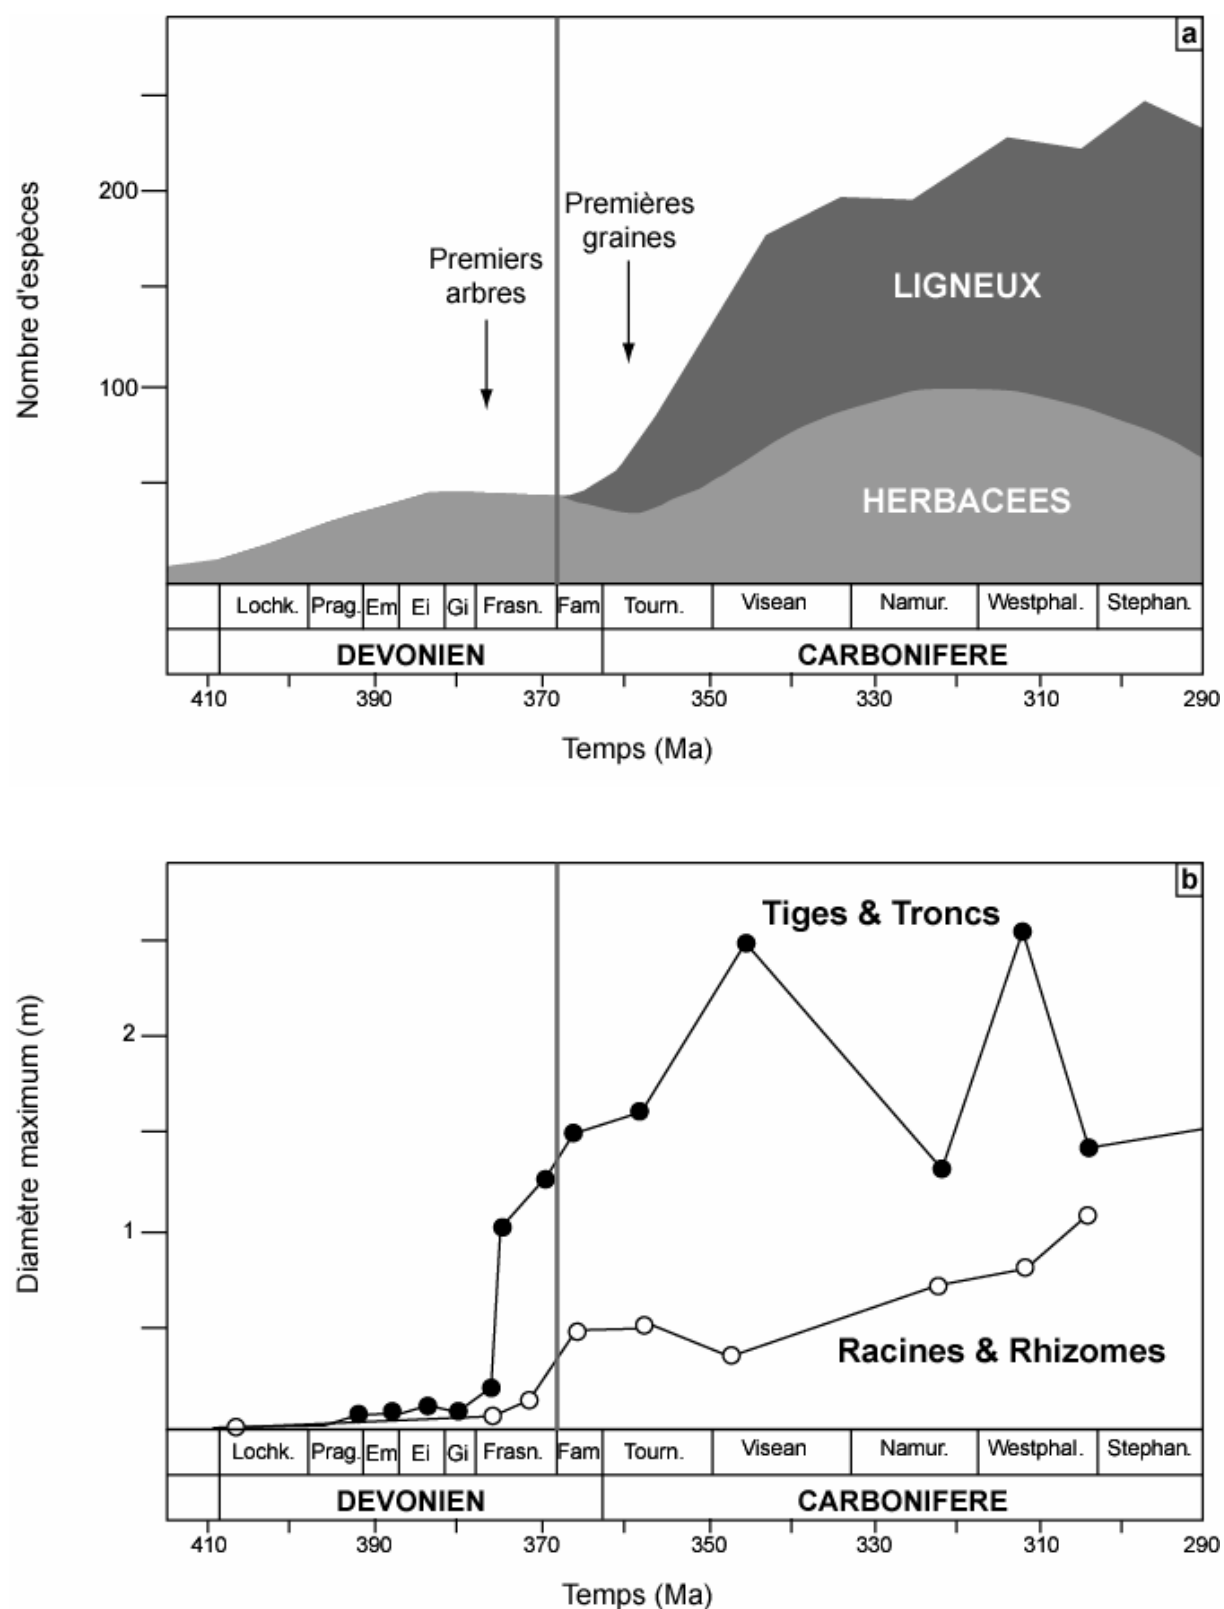 a
Nombre d'espèces
200
100
Premiers
arbres
Premières
graines
LIGNEUX
HERBACEES
Lochk. Prag. Em Ei Gi Frasn. Fam Tourn. Visean Namur. Westphal. Stephan.
DEVONIEN CARBONIFERE
410 390 370 350 330 310 290
Temps (Ma)
b
Diamètre maximum (m)
2
1
Tiges & Troncs
Racines & Rhizomes
Lochk. Prag. Em Ei Gi Frasn. Fam Tourn. Visean Namur. Westphal. Stephan.
DEVONIEN CARBONIFERE
410 390 370 350 330 310 290
Temps (Ma)